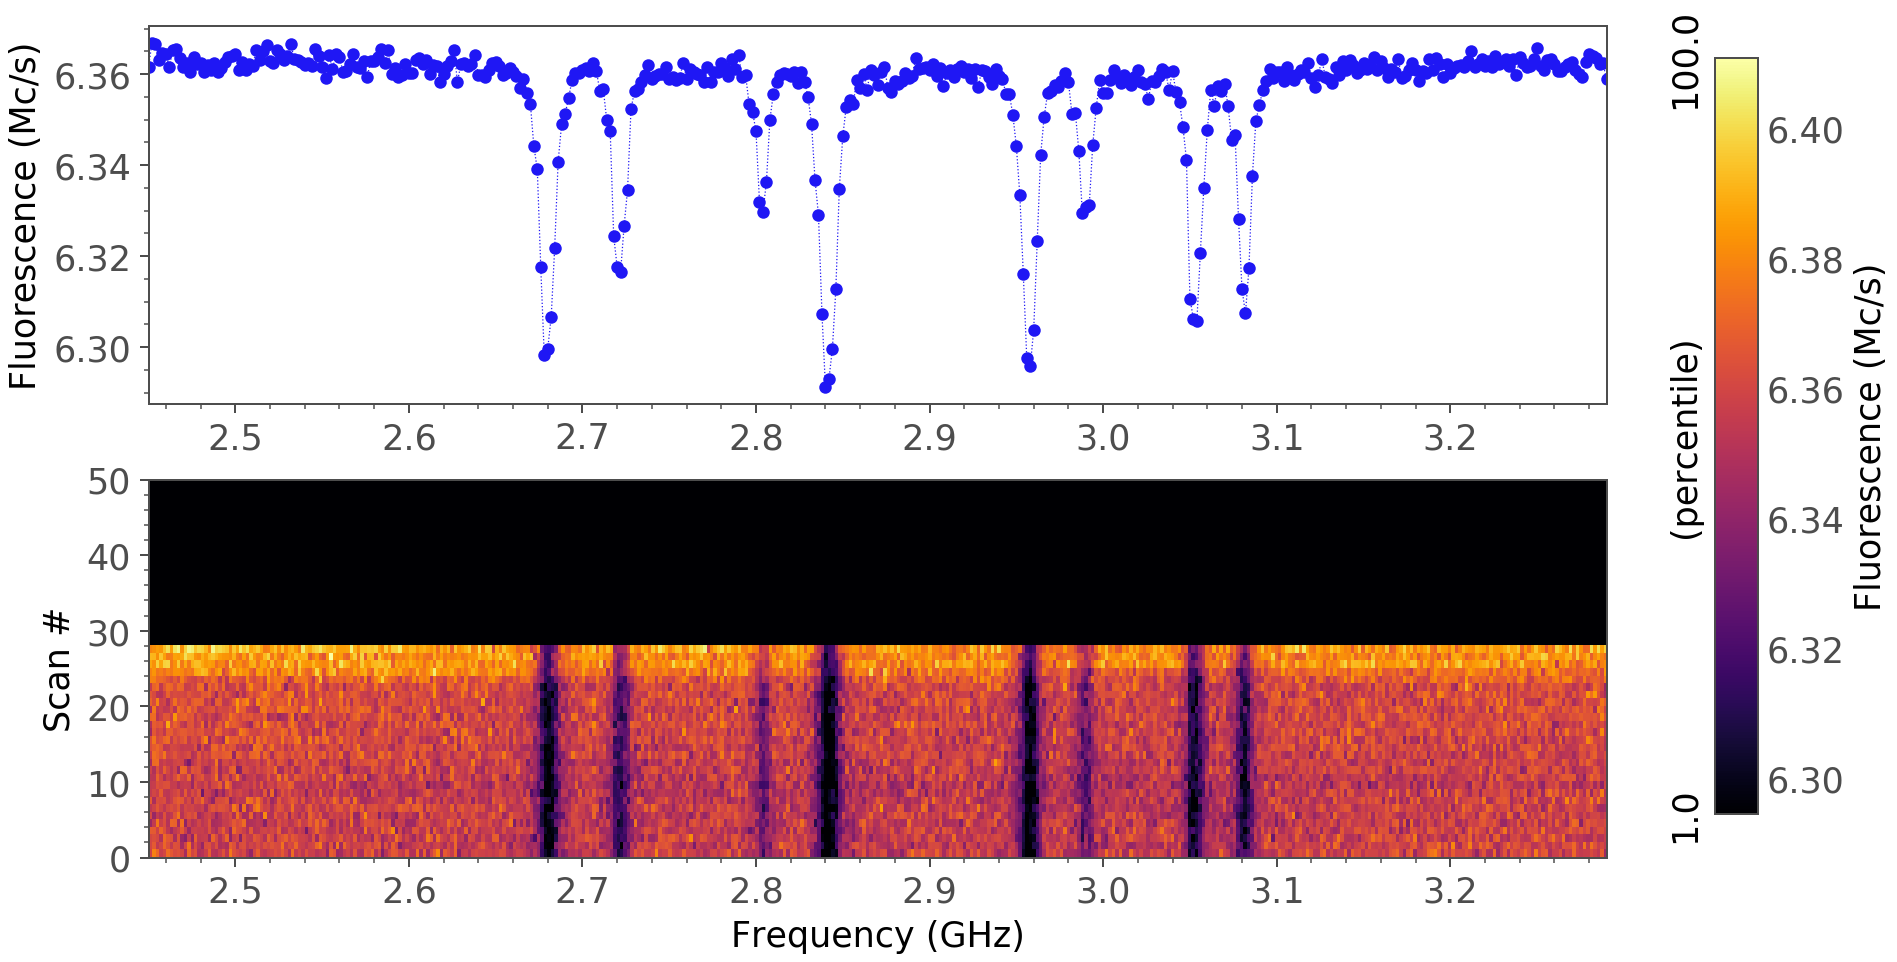 Fluorescence (Mc/s)
6.36
6.34
6.32
6.30
2.5 2.6 2.7 2.8 2.9 3.0 3.1 3.2
Scan #
50
40
30
20
10
0
2.5 2.6 2.7 2.8 2.9 3.0 3.1 3.2
Frequency (GHz)
100.0
(percentile)
1.0
6.40
6.38
6.36
6.34
6.32
6.30
Fluorescence (Mc/s)